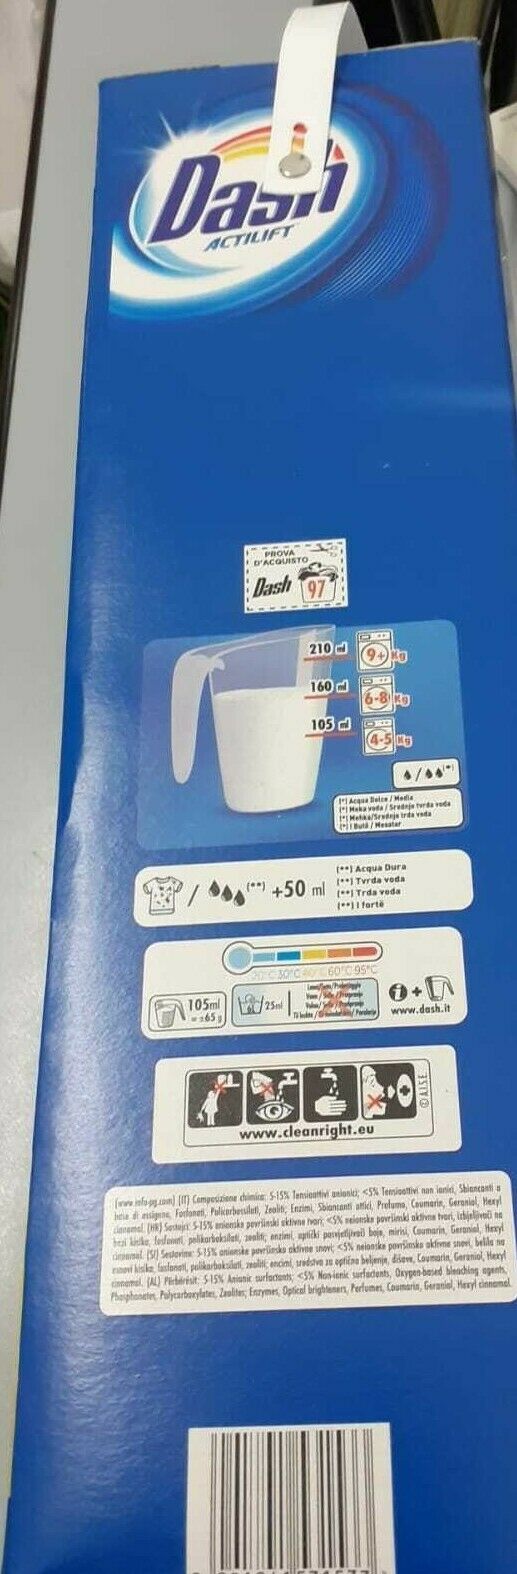 Dash
ACTILIFT
PROVA
D'ACQUISTO
Dash 97
210 ml 9+ Kg
160 ml 6-8 Kg
105 ml 4-5 Kg
/ (*)
(*) Acqua Dolce / Media
(*) Meka voda / Srednje tvrda voda
(*) Mehka/Srednje trda voda
(*) I Butë / Mesatar
/ (**) +50 ml
(**) Acqua Dura
(**) Tvrda voda
(**) Trda voda
(**) I fortë
20°C 30°C 40°C 60°C 95°C
105ml
= ±65g
25ml
i +
www.dash.it
© A.I.S.E.
www.cleanright.eu
(www.info-pg.com) (IT) Composizione chimica: 5-15% Tensioattivi anionici; <5% Tensioattivi non ionici, Sbiancanti a
base di ossigeno, Fosfonati, Policarbossilati, Zeoliti; Enzimi, Sbiancanti ottici, Profumo, Coumarin, Geraniol, Hexyl
cinnamal. (HR) Sastojci: 5-15% anionske površinski aktivne tvari; <5% neionske površinski aktivne tvari, izbjeljivači na
bazi kisika, fosfonati, polikarboksilati, zeoliti; enzimi, optički posvjetljivači boje, mirisi, Coumarin, Geraniol, Hexyl
cinnamal. (SI) Sestavine: 5-15% anionske površinsko aktivne snovi; <5% neionske površinsko aktivne snovi, belila na
osnovi kisika, fosfonati, polikarboksilati, zeoliti; encimi, sredstva za optično beljenje, dišave, Coumarin, Geraniol, Hexyl
cinnamal. (AL) Përbërësit: 5-15% Anionic surfactants; <5% Non-ionic surfactants, Oxygen-based bleaching agents,
Phosphonates, Polycarboxylates, Zeolites; Enzymes, Optical brighteners, Perfumes, Coumarin, Geraniol, Hexyl cinnamal.